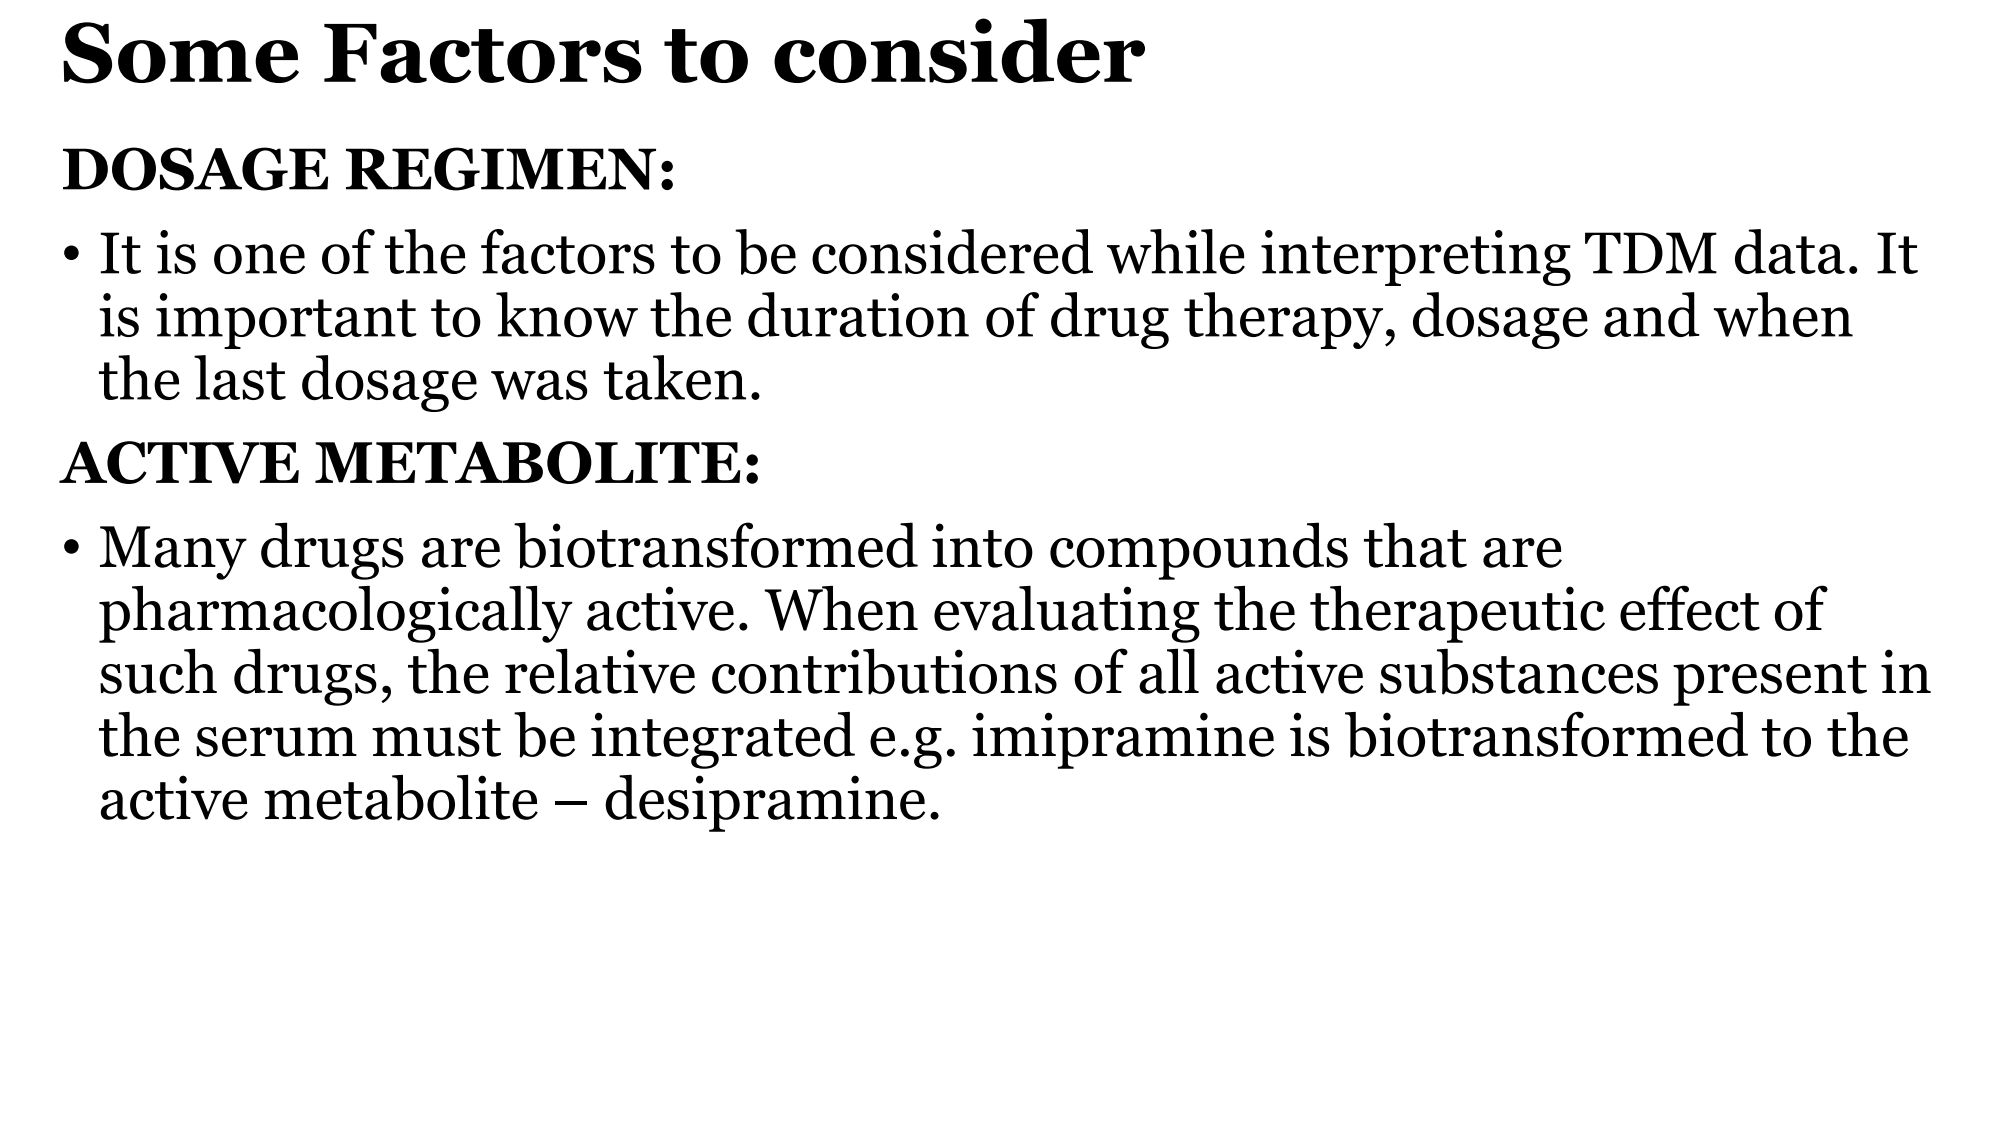 Some Factors to consider
DOSAGE REGIMEN:
• It is one of the factors to be considered while interpreting TDM data. It
is important to know the duration of drug therapy, dosage and when
the last dosage was taken.
ACTIVE METABOLITE:
• Many drugs are biotransformed into compounds that are
pharmacologically active. When evaluating the therapeutic effect of
such drugs, the relative contributions of all active substances present in
the serum must be integrated e.g. imipramine is biotransformed to the
active metabolite – desipramine.